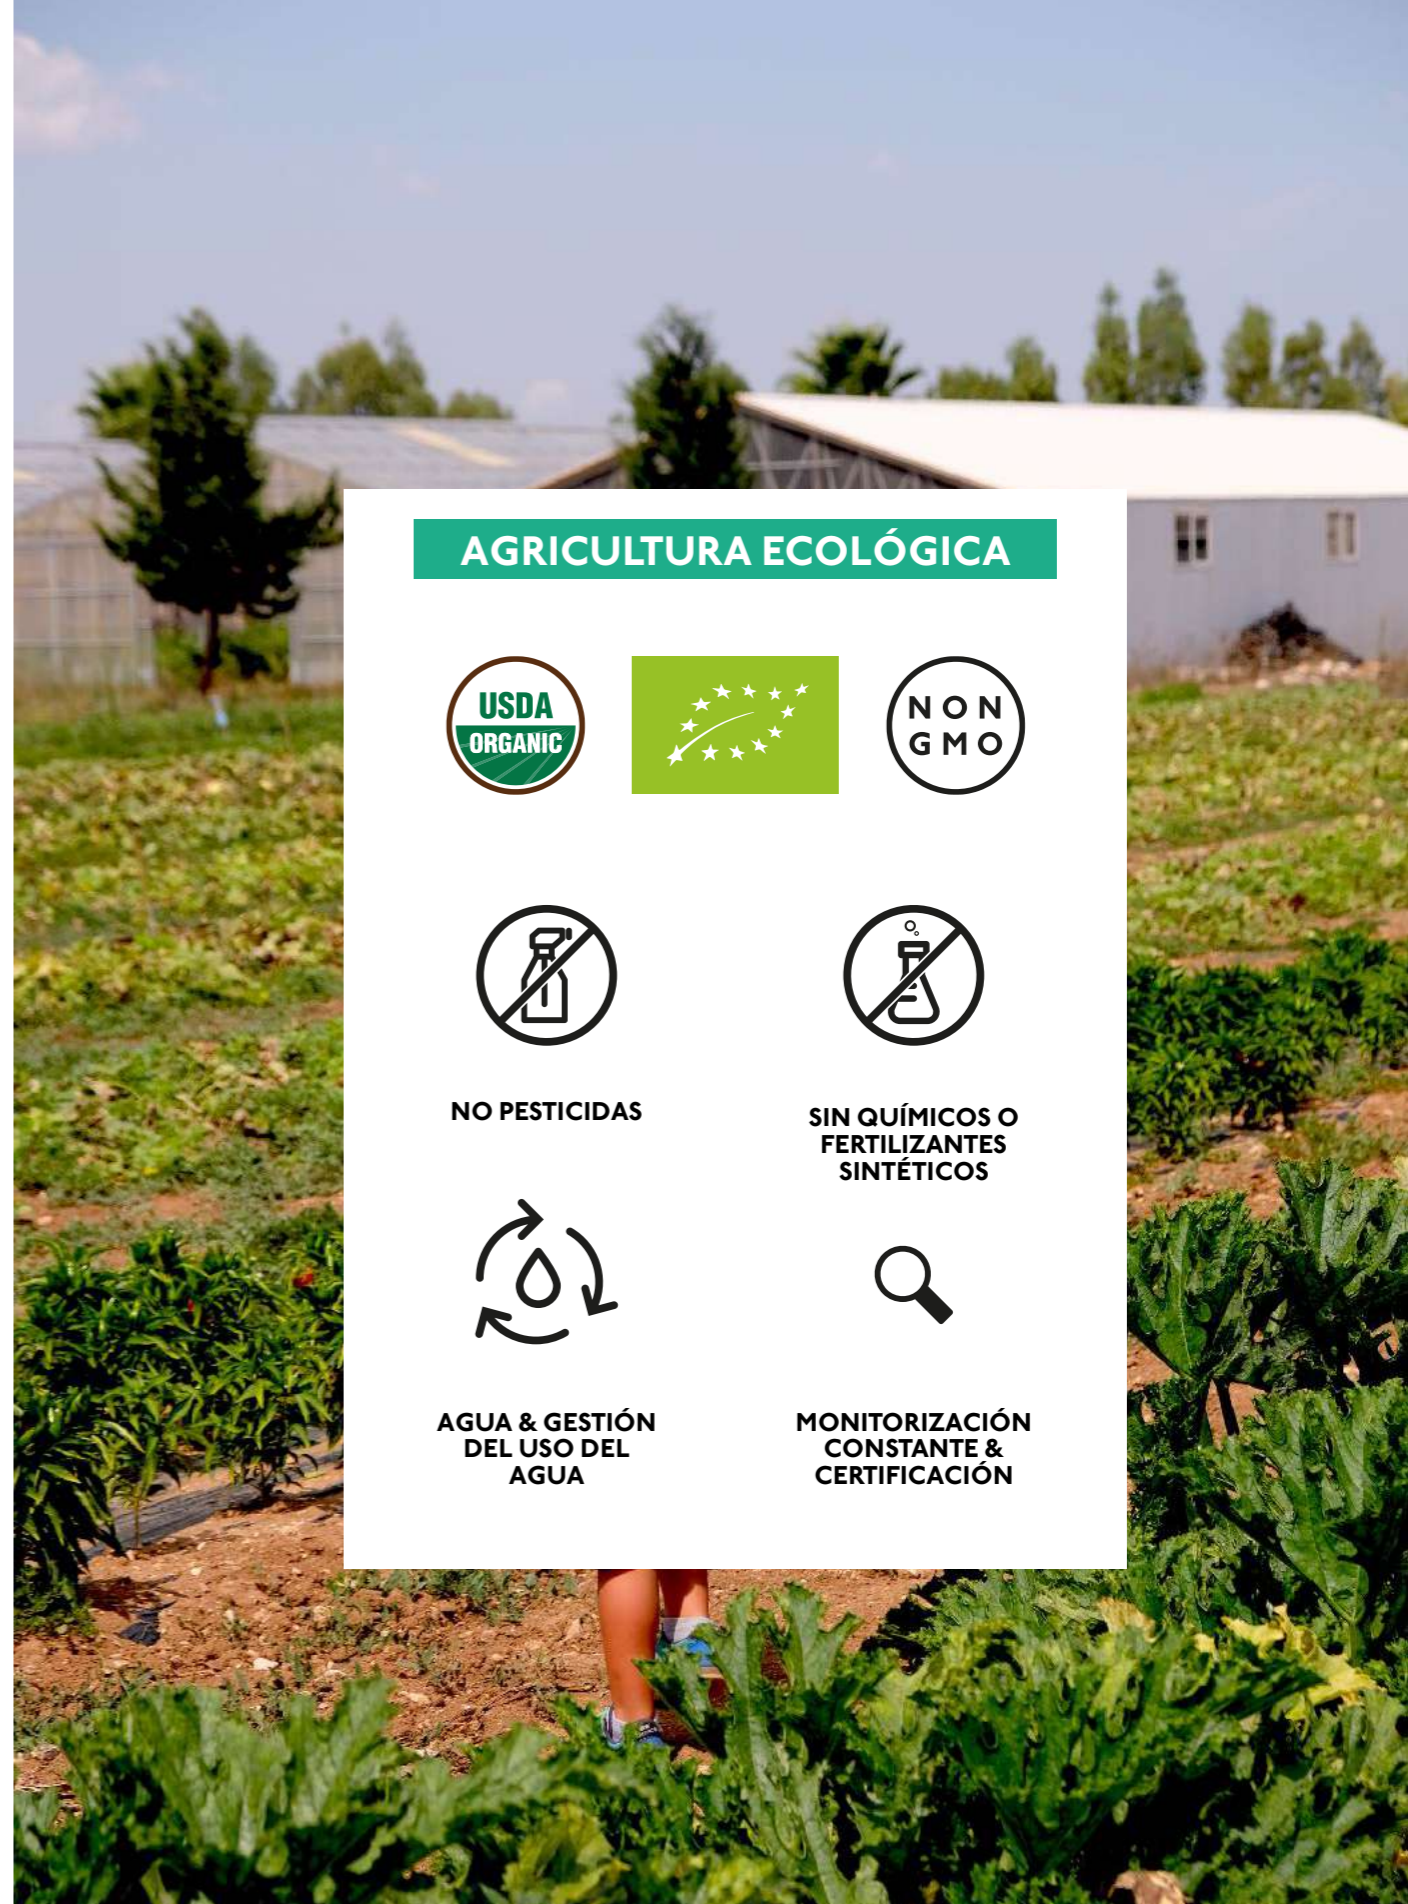 AGRICULTURA ECOLÓGICA
USDA
ORGANIC
NON
GMO
NO PESTICIDAS
SIN QUÍMICOS O
FERTILIZANTES
SINTÉTICOS
AGUA & GESTIÓN
DEL USO DEL
AGUA
MONITORIZACIÓN
CONSTANTE &
CERTIFICACIÓN